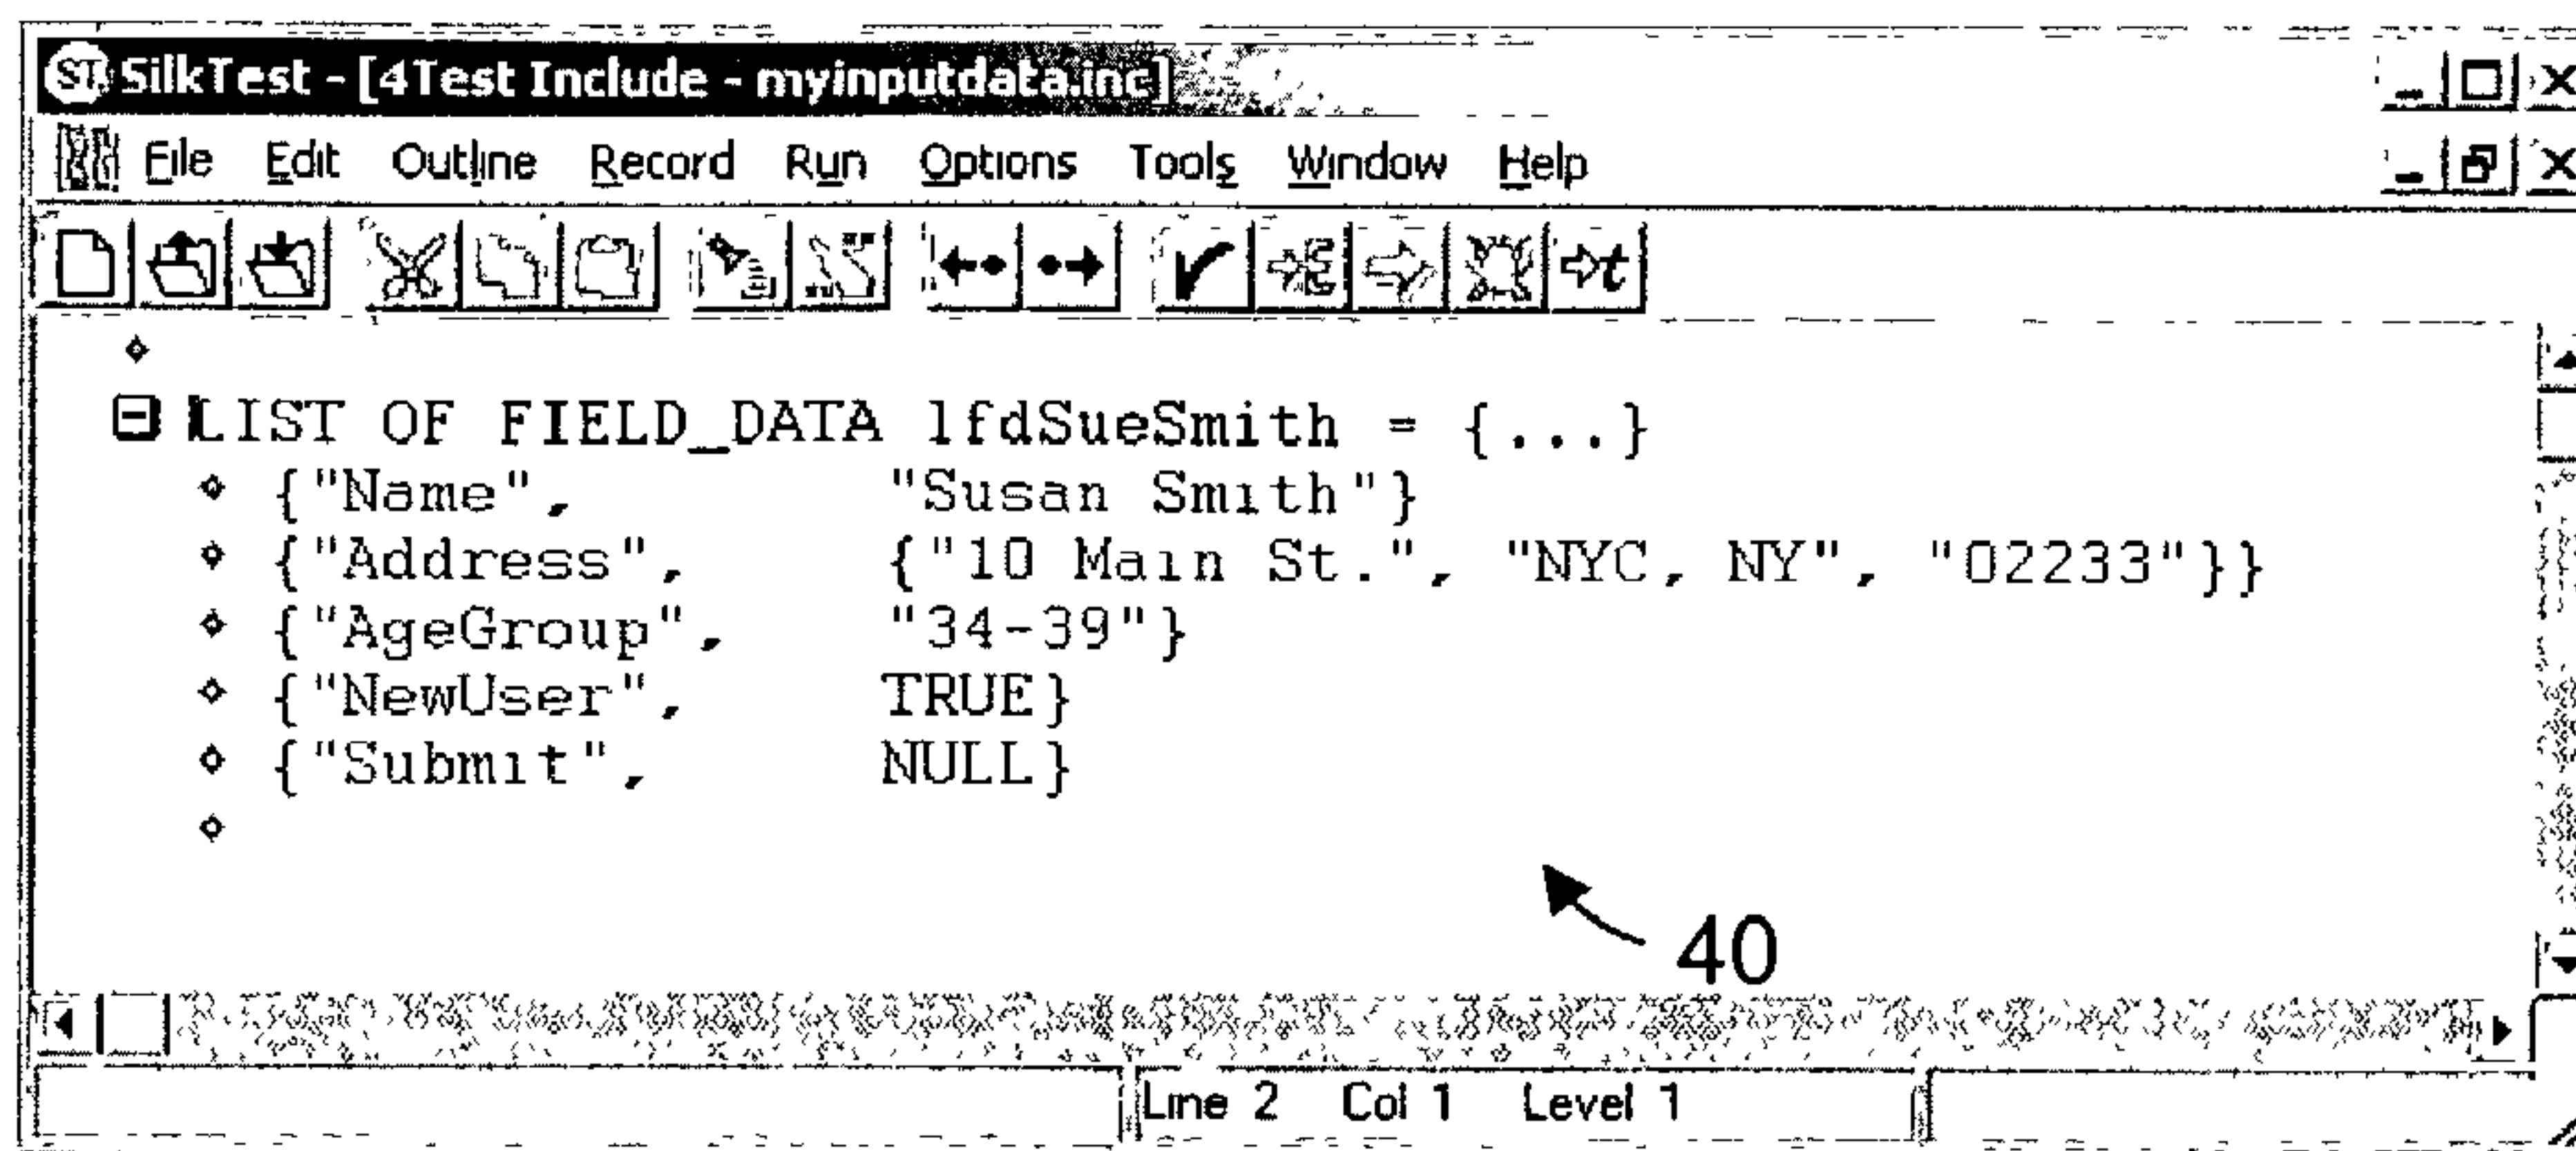 ST SilkTest - [4Test Include - myinputdata.inc]
File Edit Outline Record Run Options Tools Window Help
t
LIST OF FIELD_DATA lfdSueSmith = {...}
{"Name", "Susan Smith"}
{"Address", {"10 Main St.", "NYC, NY", "02233"}}
{"AgeGroup", "34-39"}
{"NewUser", TRUE}
{"Submit", NULL}
40
Line 2 Col 1 Level 1